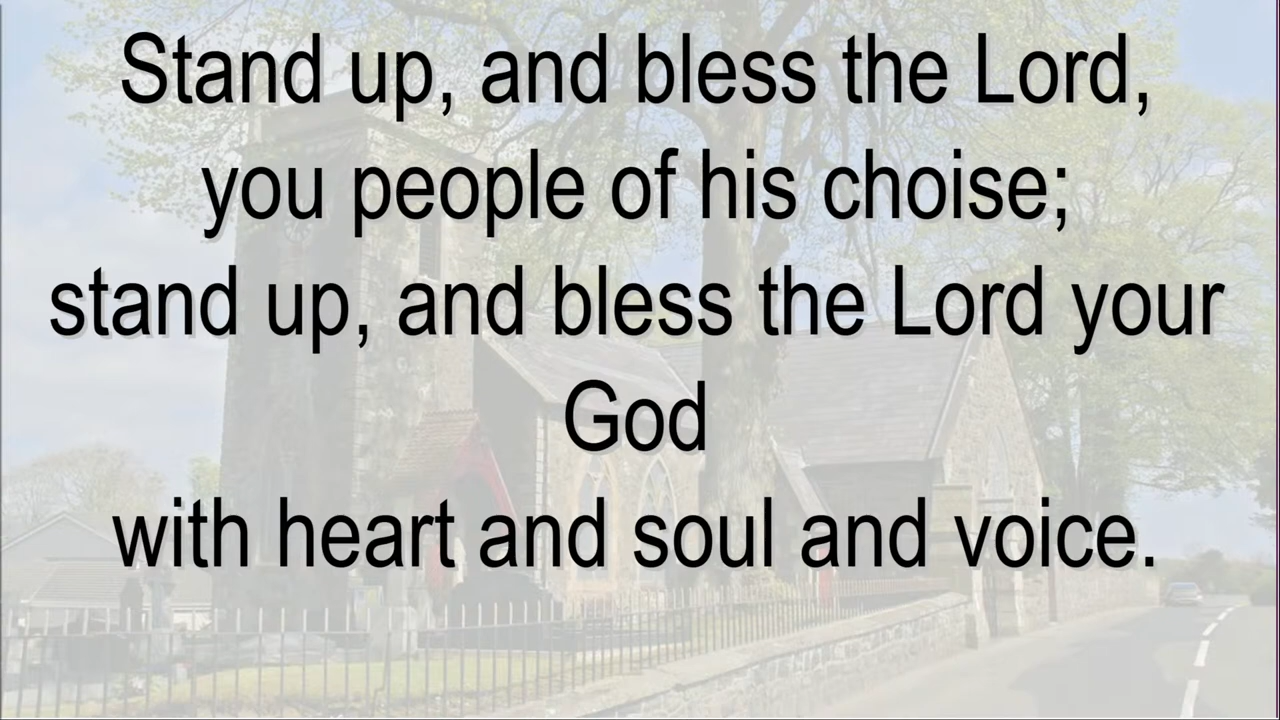 Stand up, and bless the Lord,
you people of his choise;
stand up, and bless the Lord your
God
with heart and soul and voice.